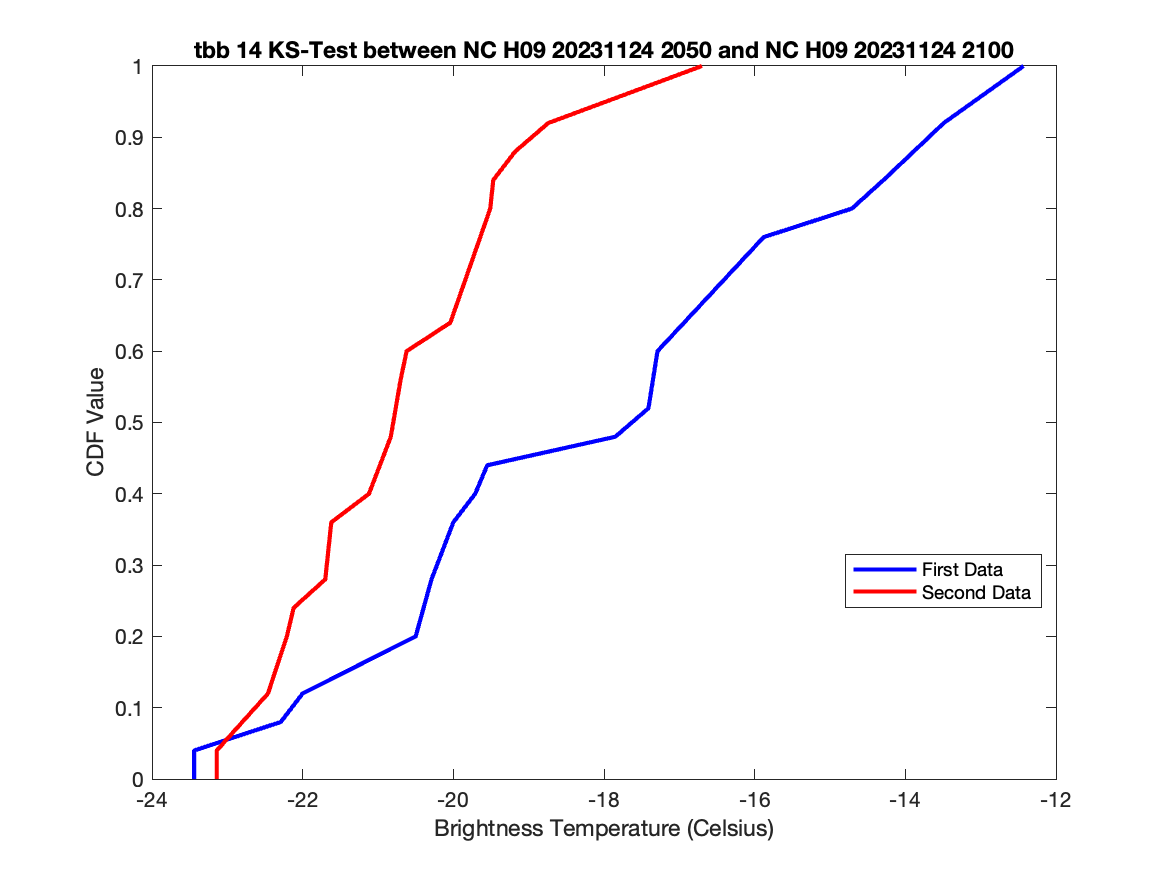 tbb 14 KS-Test between NC H09 20231124 2050 and NC H09 20231124 2100
1
0.9
0.8
0.7
0.6
0.5
0.4
0.3
0.2
0.1
0
CDF Value
First Data
Second Data
-24 -22 -20 -18 -16 -14 -12
Brightness Temperature (Celsius)